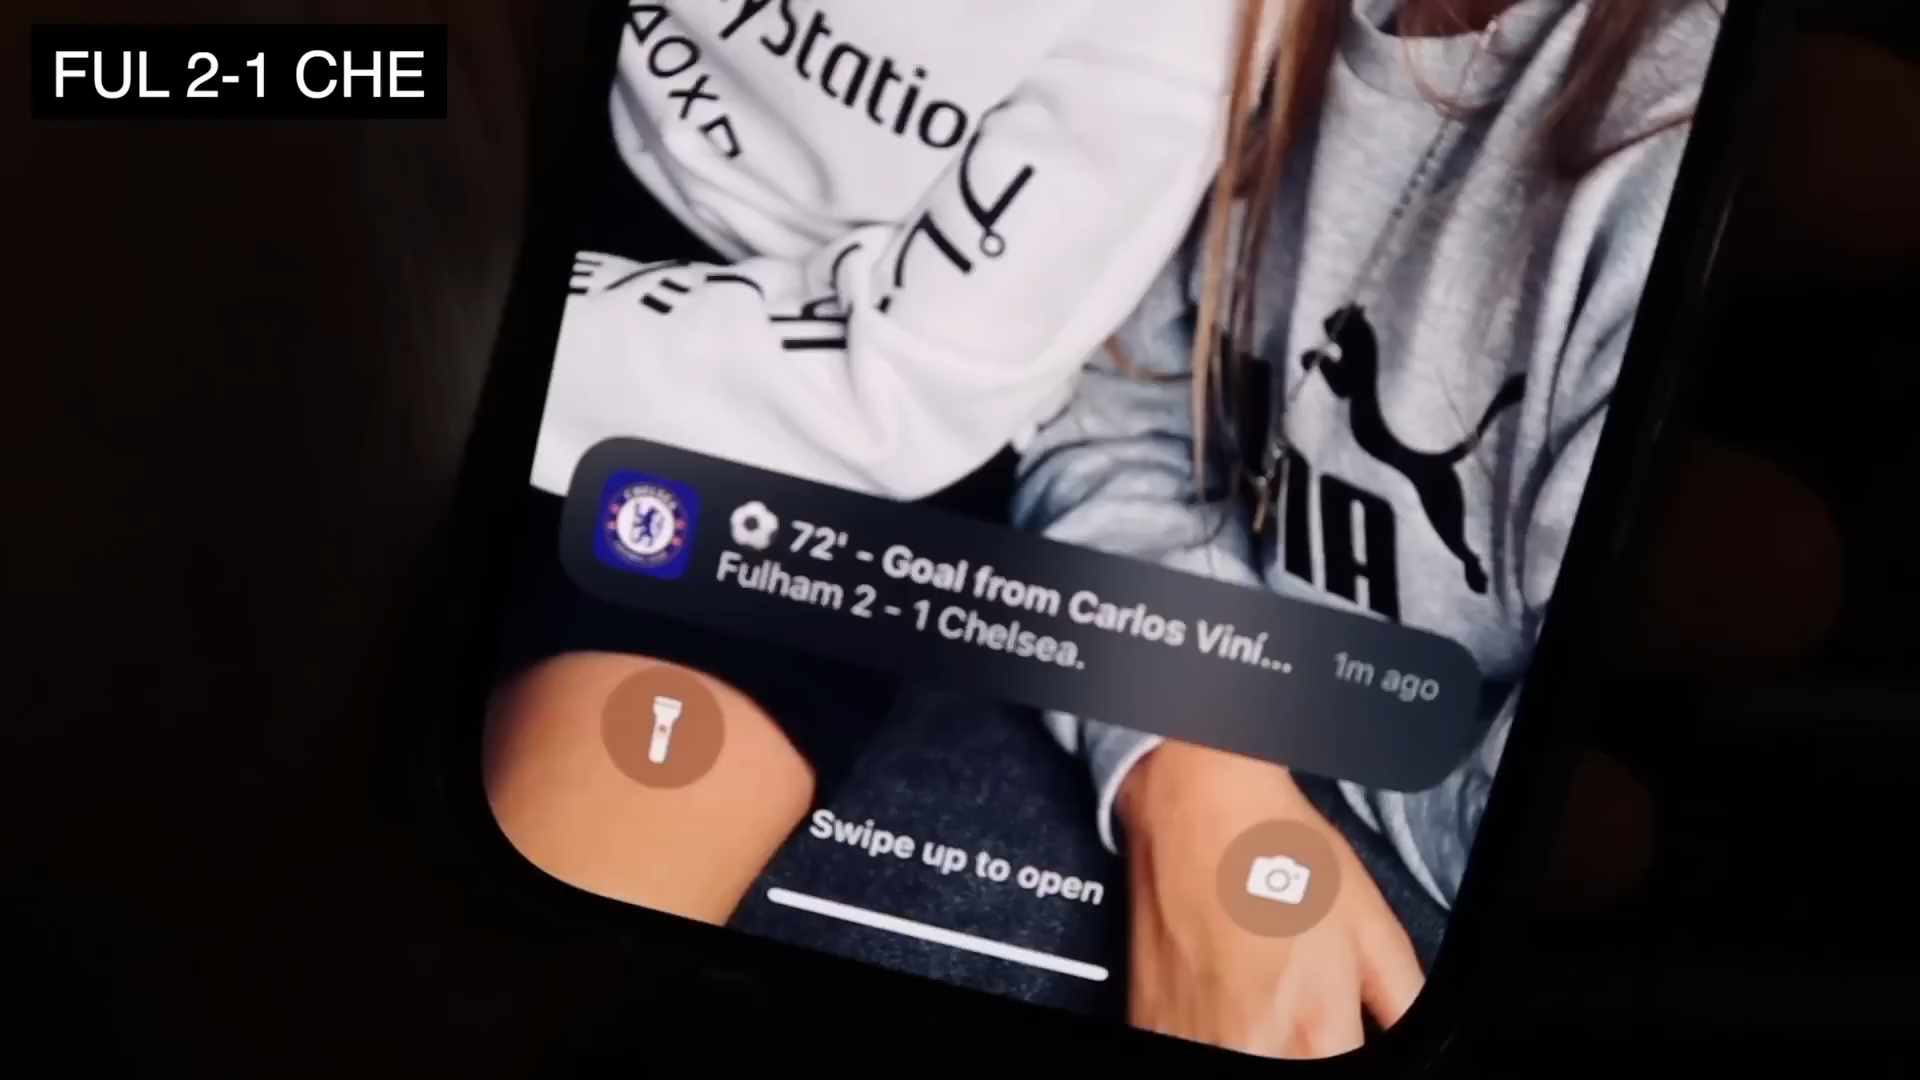 FUL 2-1 CHE
yStatio
72' - Goal from Carlos Viní...
Fulham 2 - 1 Chelsea.
1m ago
Swipe up to open